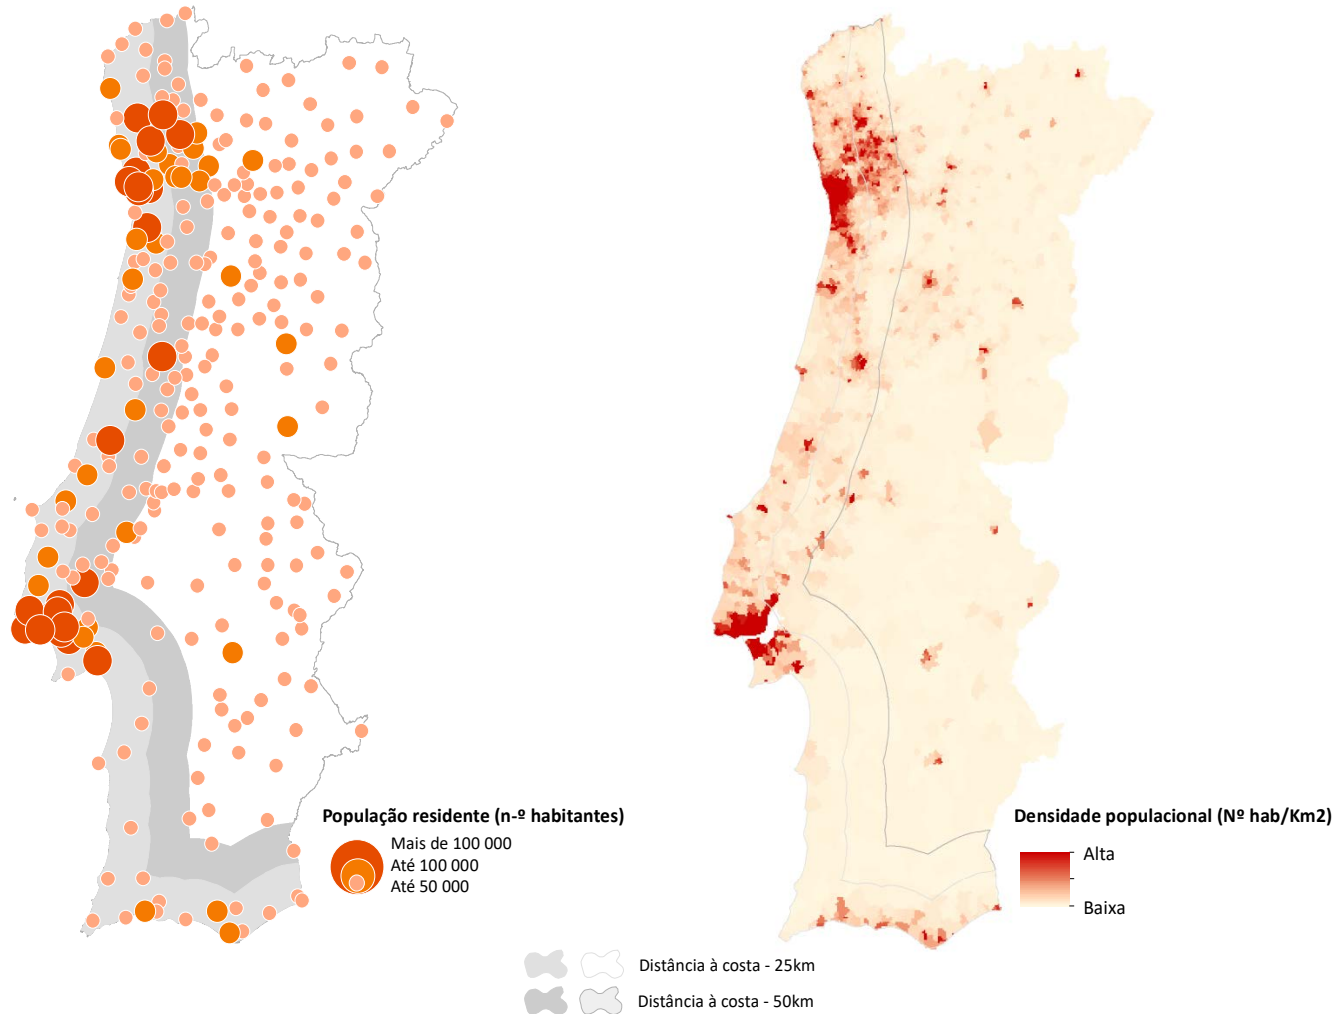 População residente (n-º habitantes)
Mais de 100 000
Até 100 000
Até 50 000
Densidade populacional (Nº hab/Km2)
Alta
Baixa
Distância à costa - 25km
Distância à costa - 50km